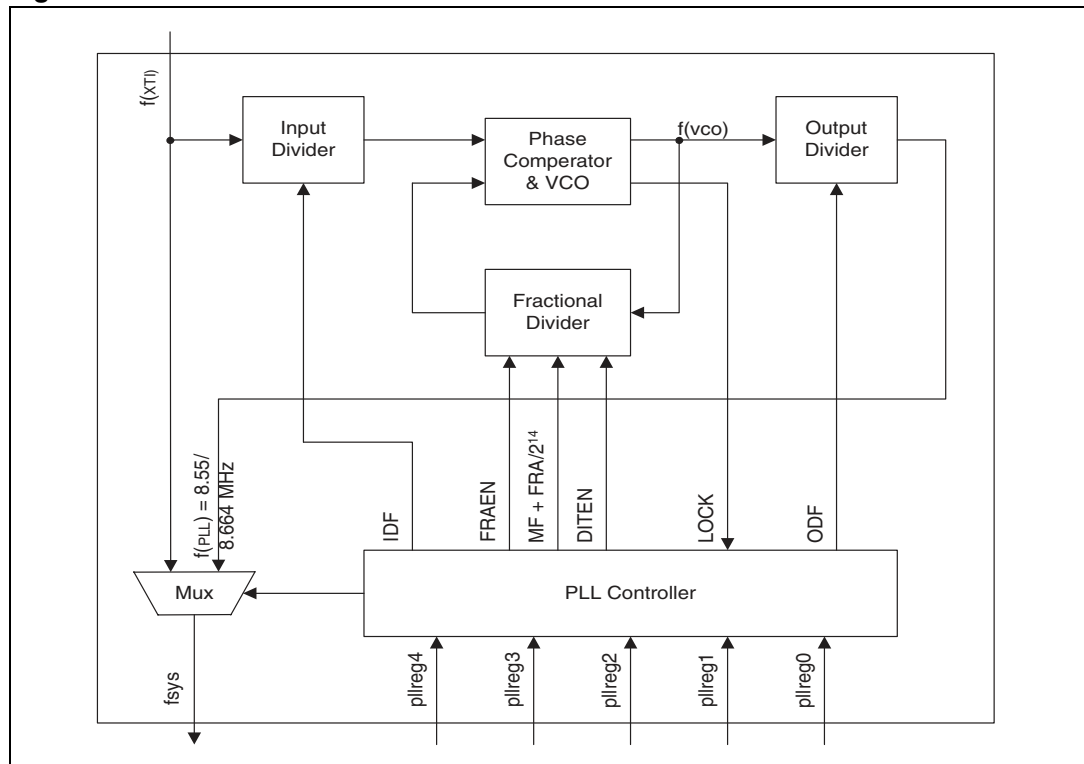 f(XTI)
Input
Divider
Phase
Comperator
& VCO
f(vco)
Output
Divider
Fractional
Divider
f(PLL) = 8.55/
8.664 MHz
IDF
FRAEN
MF + FRA/2¹⁴
DITEN
LOCK
ODF
Mux
PLL Controller
fsys
pllreg4
pllreg3
pllreg2
pllreg1
pllreg0